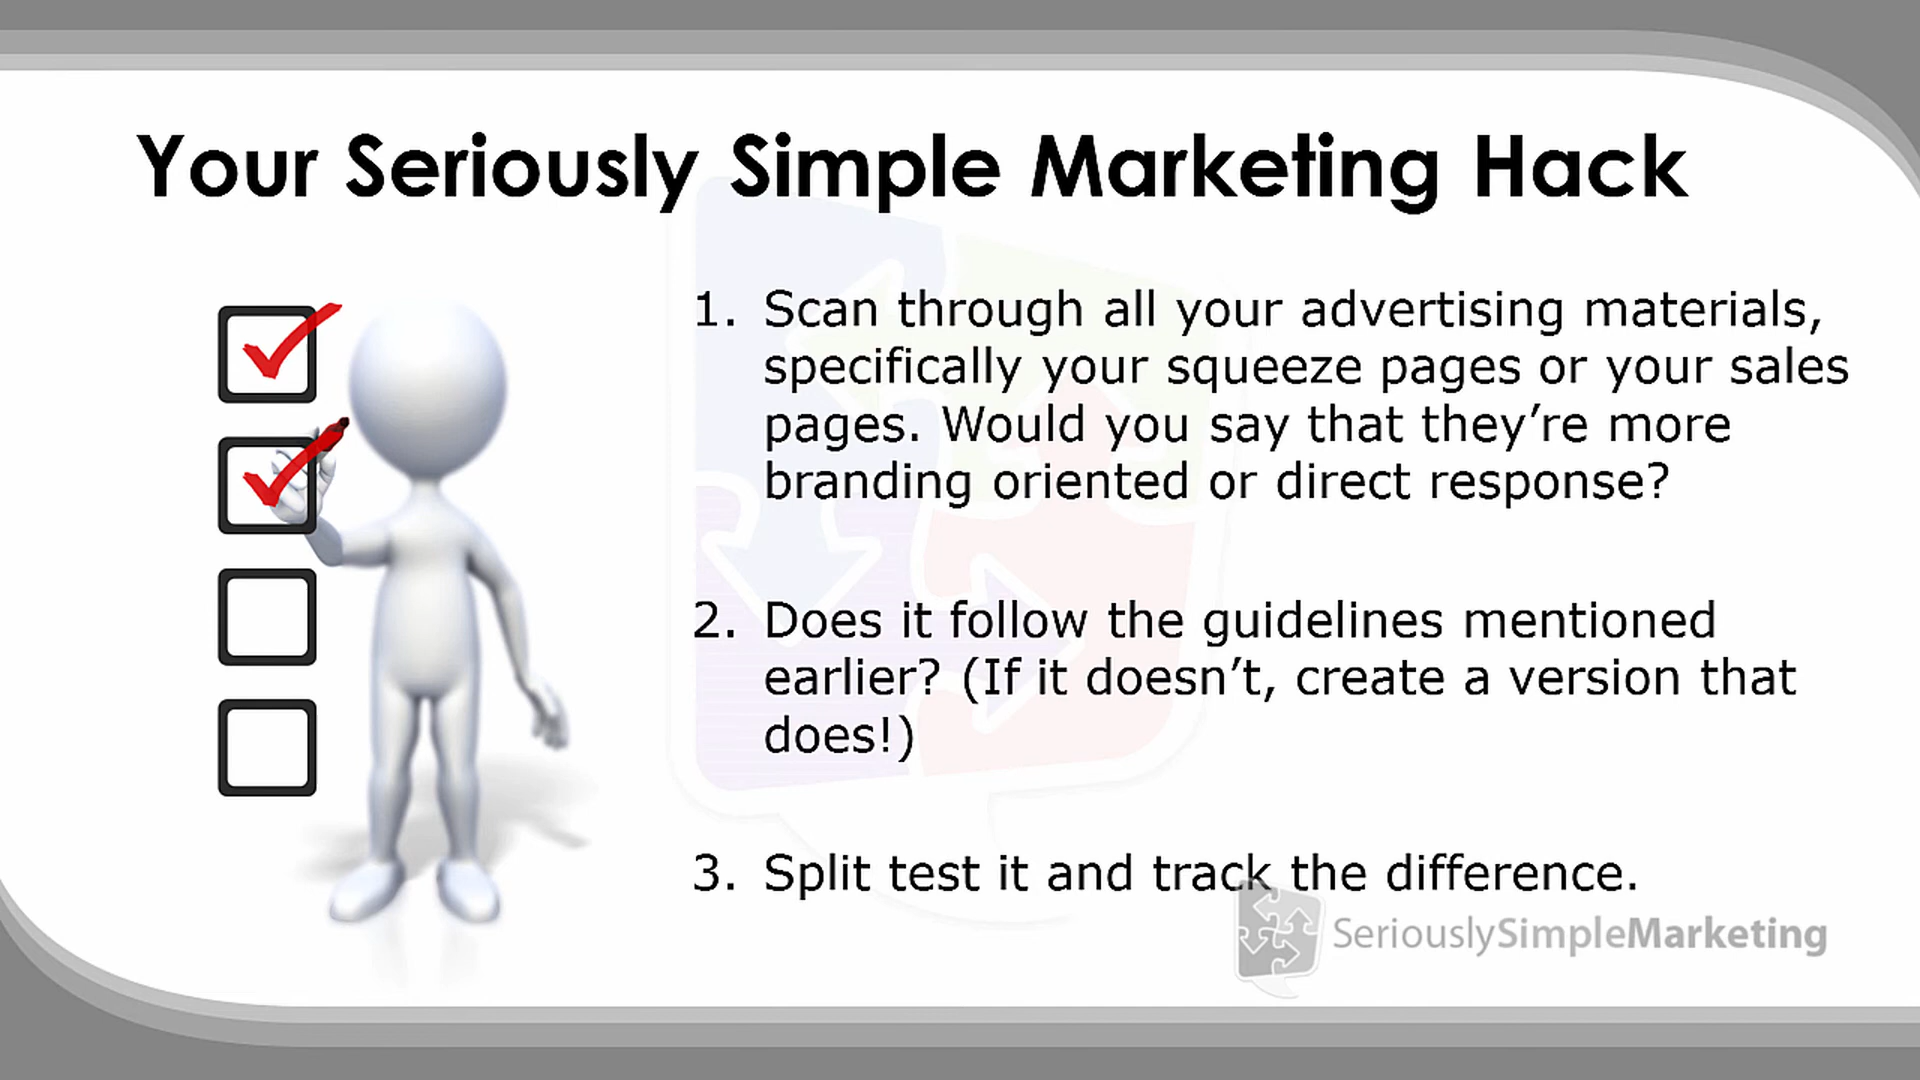 Your Seriously Simple Marketing Hack
1. Scan through all your advertising materials,
specifically your squeeze pages or your sales
pages. Would you say that they’re more
branding oriented or direct response?
2. Does it follow the guidelines mentioned
earlier? (If it doesn’t, create a version that
does!)
3. Split test it and track the difference.
SeriouslySimpleMarketing